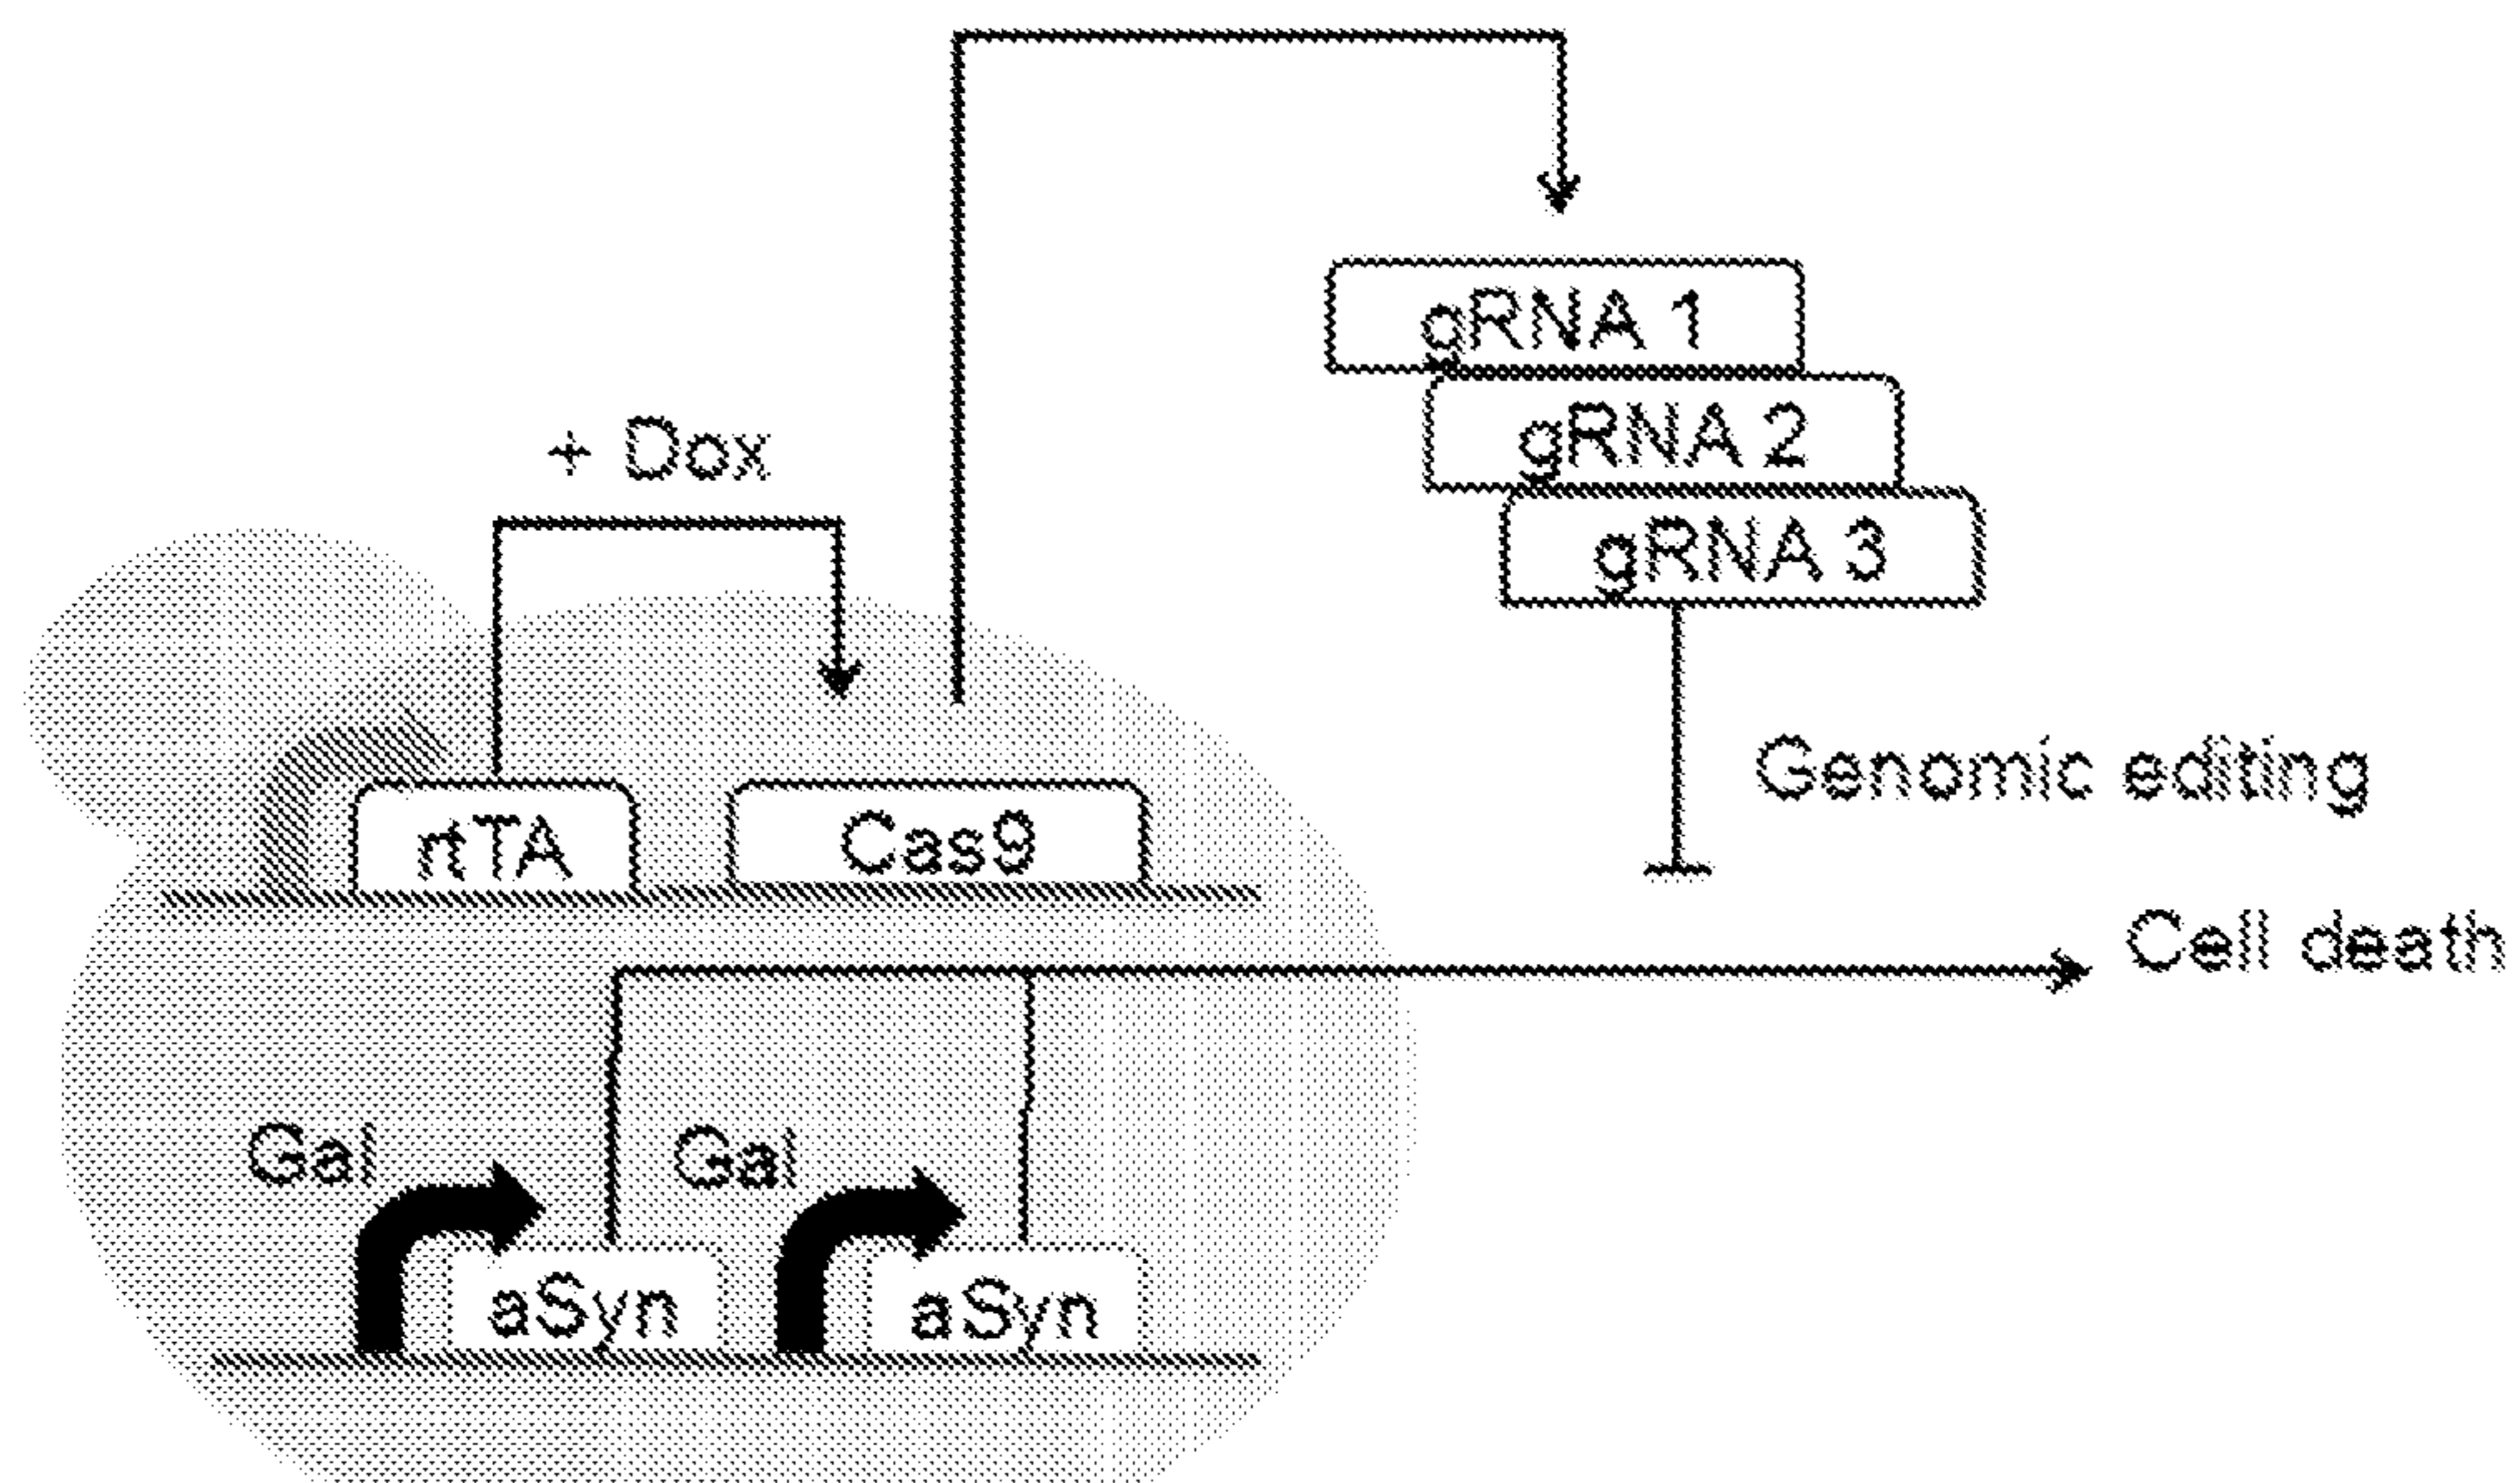 gRNA 1
gRNA 2
+ Dox
gRNA 3
Genomic editing
rtTA
Cas9
Cell death
Gal
Gal
aSyn
aSyn